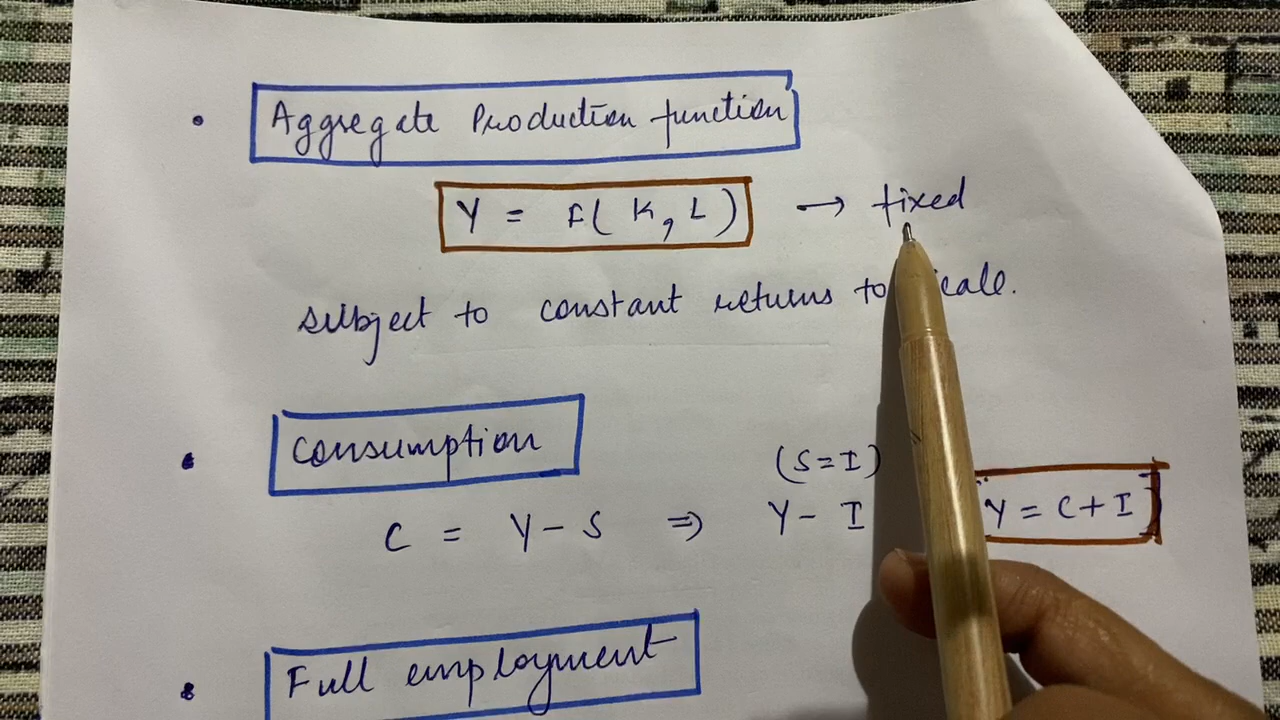 Aggregate Production function
Y = F( K, L ) → fixed
subject to constant returns to scale.
Consumption
(S=I)
C = Y - S ⇒ Y - I Y = C + I
Full employment